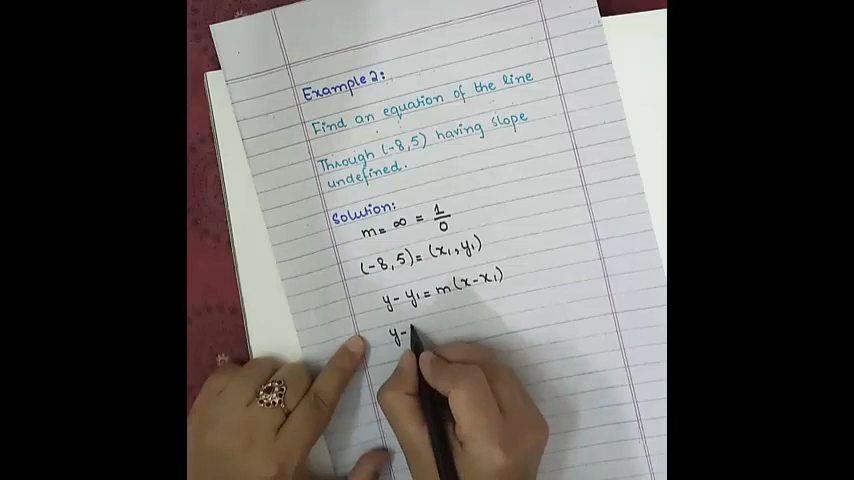 Example 2:
Find an equation of the line
Through (-8,5) having slope
undefined.
Solution:
m = ∞ = 1/0
(-8,5) = (x₁, y₁)
y - y₁ = m(x - x₁)
y -